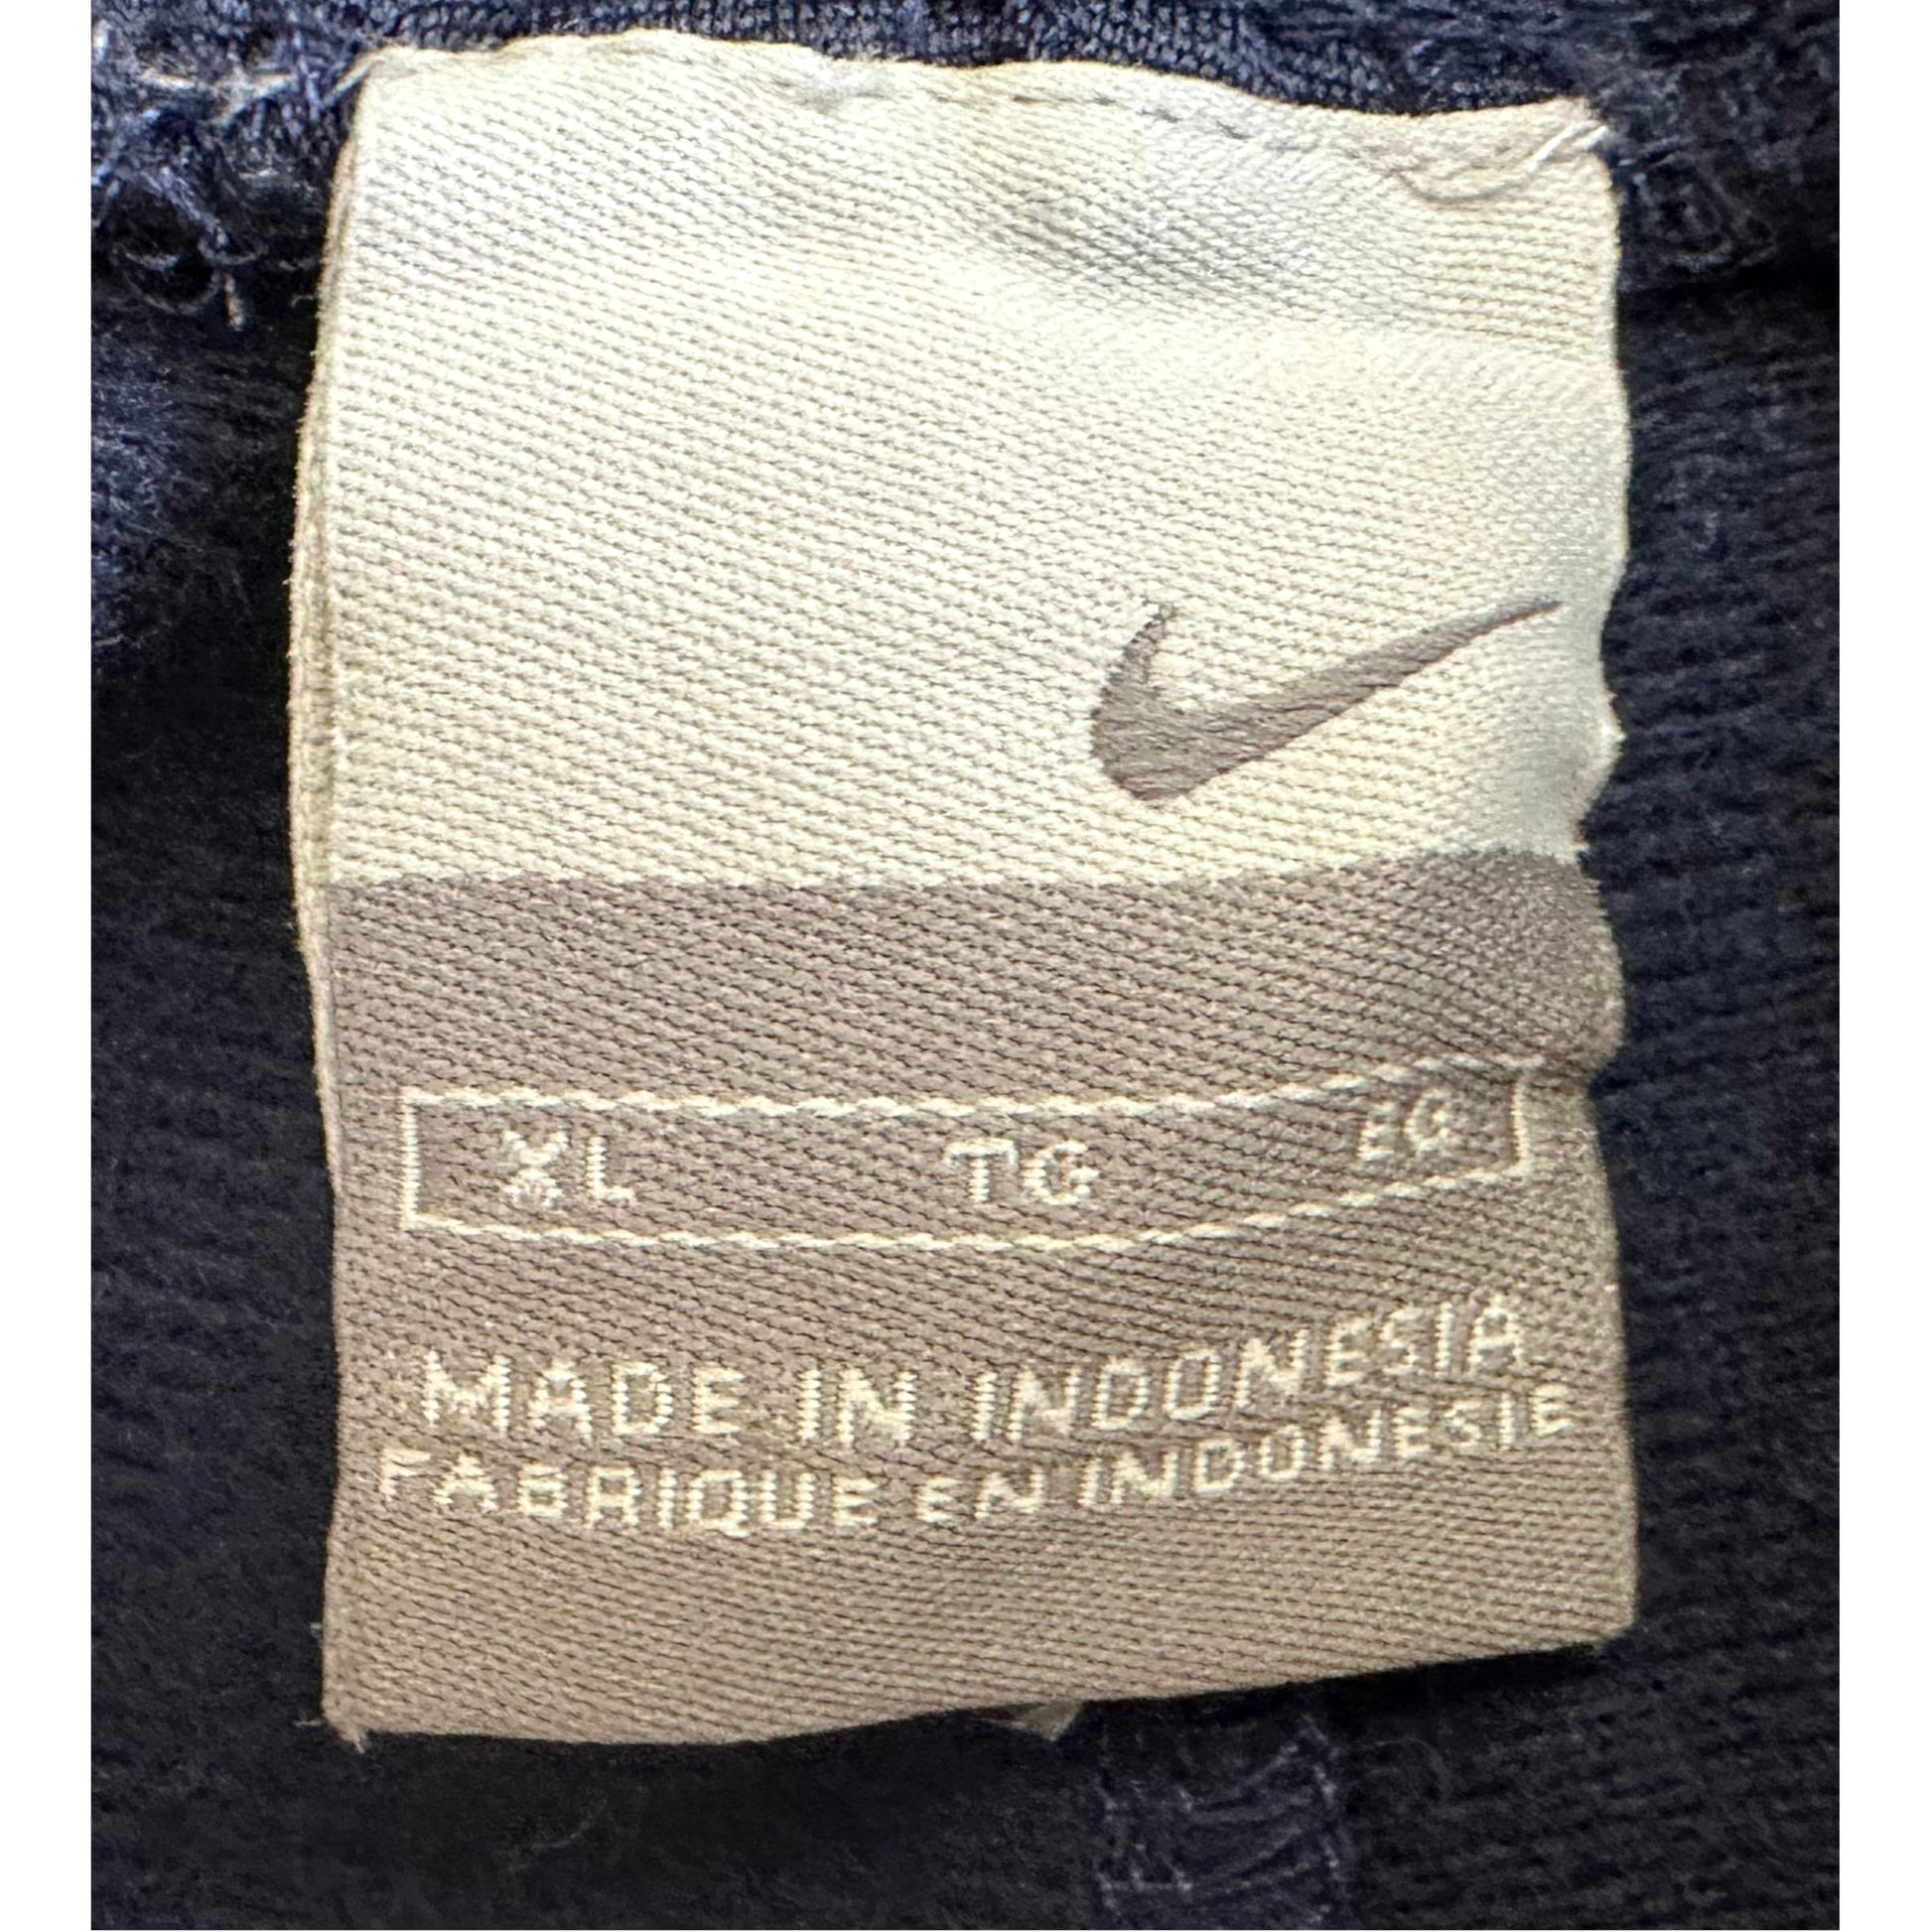 XL TG EG
MADE IN INDONESIA
FABRIQUE EN INDONESIE